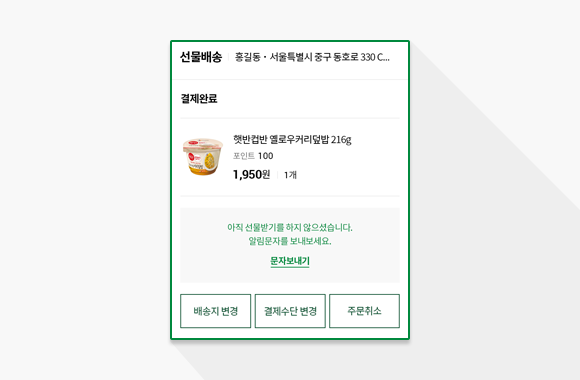 선물배송 홍길동 · 서울특별시 중구 동호로 330 C...
결제완료
햇반컵반 옐로우커리덮밥 216g
포인트 100
1,950원 1개
아직 선물받기를 하지 않으셨습니다.
알림문자를 보내보세요.
문자보내기
배송지 변경 결제수단 변경 주문취소